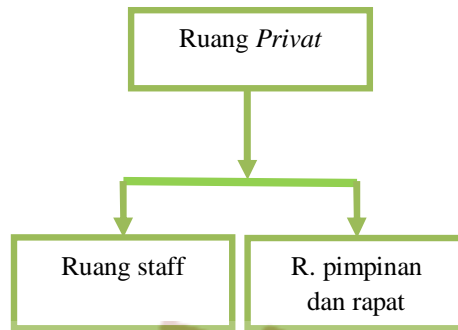 Ruang Privat
Ruang staff
R. pimpinan
dan rapat